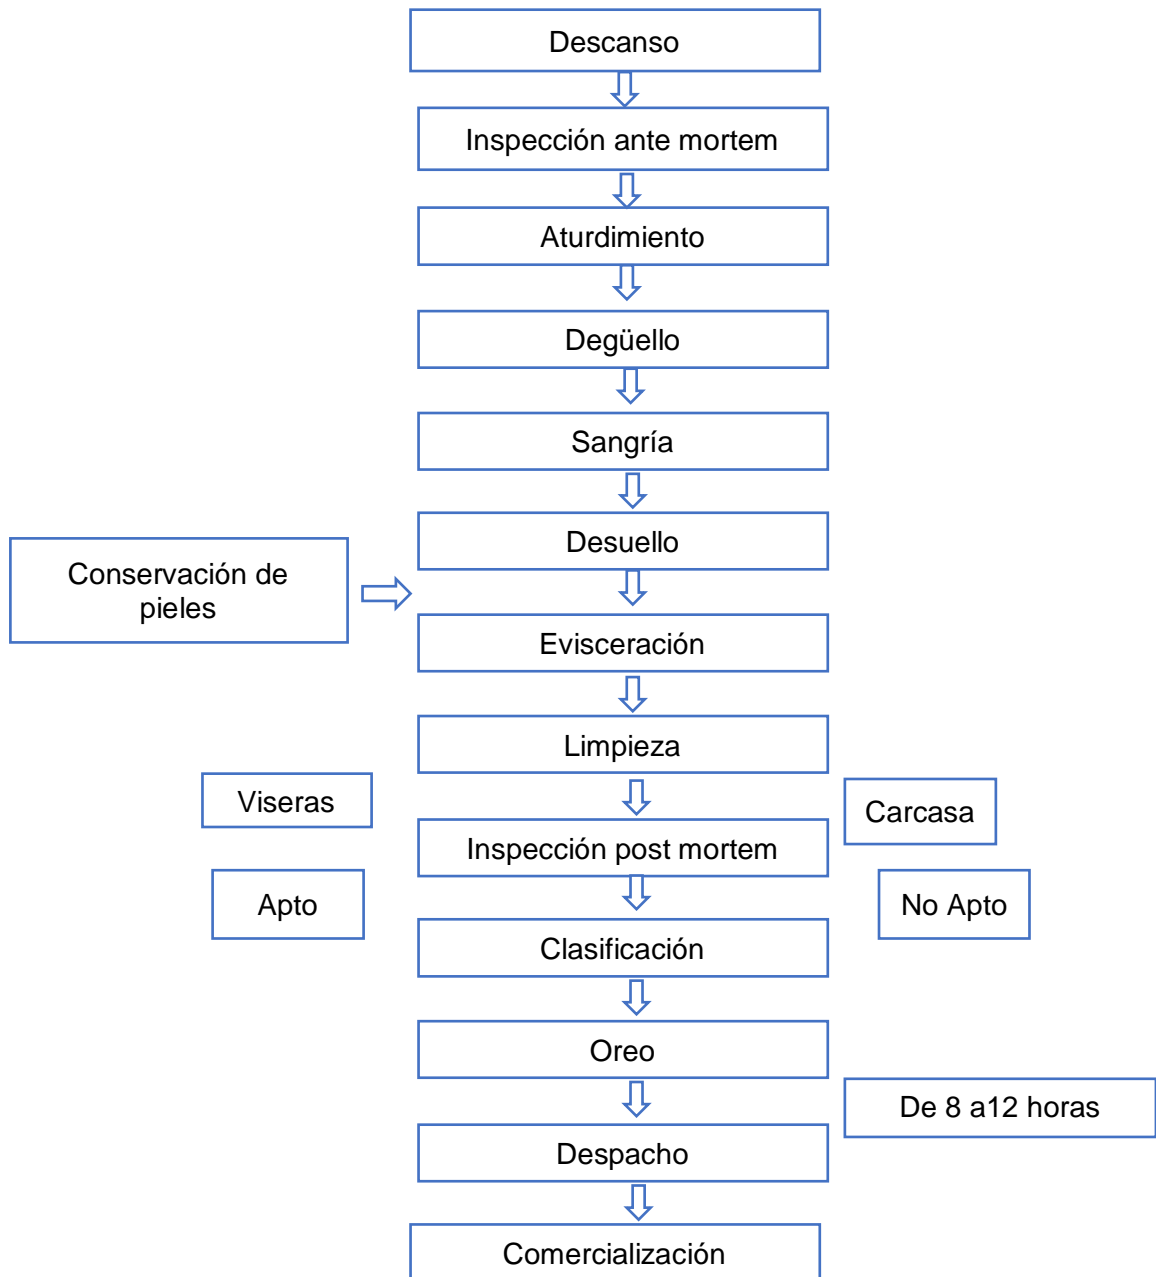 Descanso
Inspección ante mortem
Aturdimiento
Degüello
Sangría
Desuello
Conservación de
pieles
Evisceración
Limpieza
Viseras
Carcasa
Inspección post mortem
Apto
No Apto
Clasificación
Oreo
De 8 a12 horas
Despacho
Comercialización